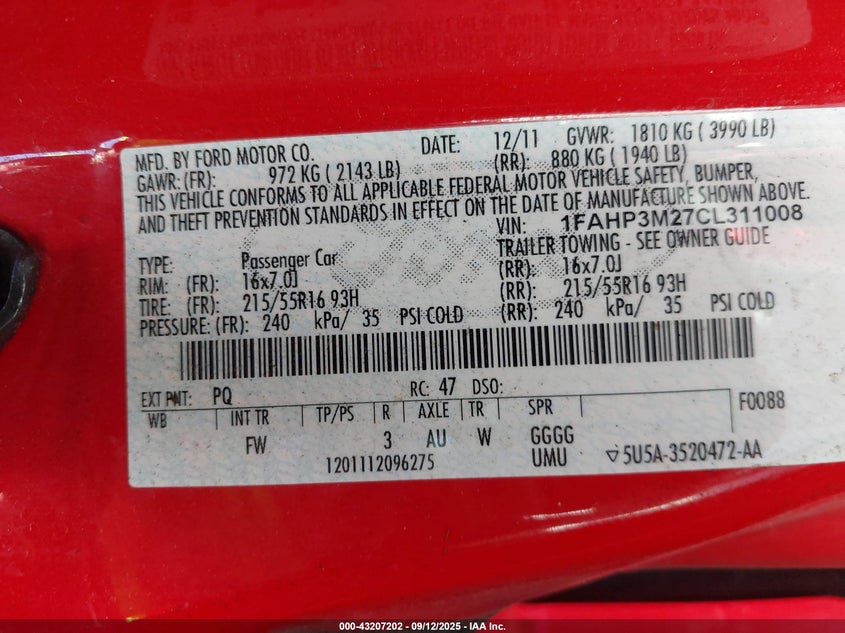 MFD. BY FORD MOTOR CO. DATE: 12/11 GVWR: 1810 KG ( 3990 LB)
GAWR: (FR): 972 KG ( 2143 LB) (RR): 880 KG ( 1940 LB)
THIS VEHICLE CONFORMS TO ALL APPLICABLE FEDERAL MOTOR VEHICLE SAFETY, BUMPER,
AND THEFT PREVENTION STANDARDS IN EFFECT ON THE DATE OF MANUFACTURE SHOWN ABOVE.
VIN: 1FAHP3M27CL311008
TYPE: Passenger Car TRAILER TOWING - SEE OWNER GUIDE
RIM: (FR): 16x7.0J (RR): 16x7.0J
TIRE: (FR): 215/55R16 93H (RR): 215/55R16 93H
PRESSURE: (FR): 240 kPa/ 35 PSI COLD (RR): 240 kPa/ 35 PSI COLD
EXT PNT: PQ RC: 47 DSO: F0088
WB INT TR TP/PS R AXLE TR SPR
FW 3 AU W GGGG
1201112096275 UMU 5U5A-3520472-AA
000-43207202 - 09/12/2025 - IAA Inc.